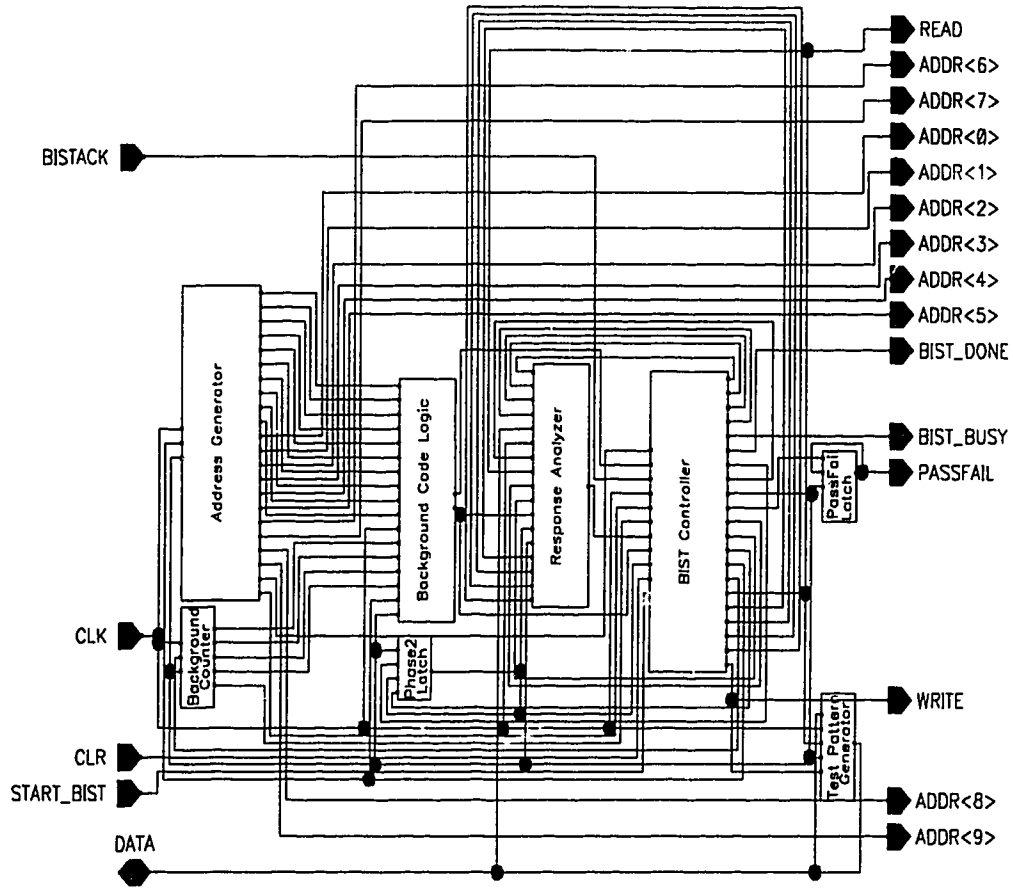 READ
ADDR<6>
ADDR<7>
ADDR<0>
BISTACK
ADDR<1>
ADDR<2>
ADDR<3>
ADDR<4>
ADDR<5>
BIST_DONE
BIST_BUSY
PASSFAIL
Address Generator
Background Code Logic
Response Analyzer
BIST Controller
PassFail
Latch
CLK
Background
Counter
Phase2
Latch
WRITE
Test Pattern
Generator
CLR
START_BIST
ADDR<8>
ADDR<9>
DATA